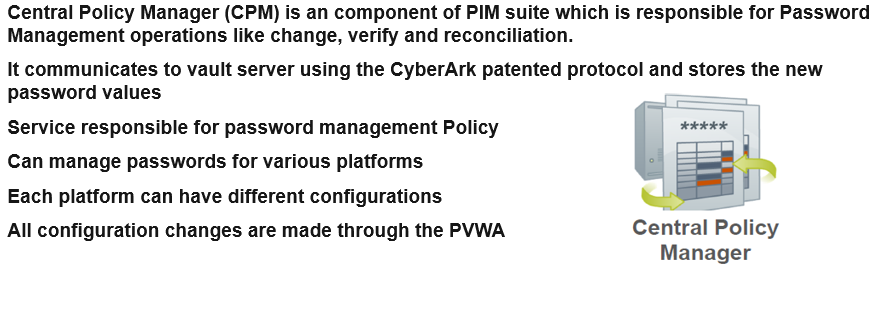 Central Policy Manager (CPM) is an component of PIM suite which is responsible for Password
Management operations like change, verify and reconciliation.
It communicates to vault server using the CyberArk patented protocol and stores the new
password values
Service responsible for password management Policy
Can manage passwords for various platforms
Each platform can have different configurations
All configuration changes are made through the PVWA
*****
Central Policy
Manager